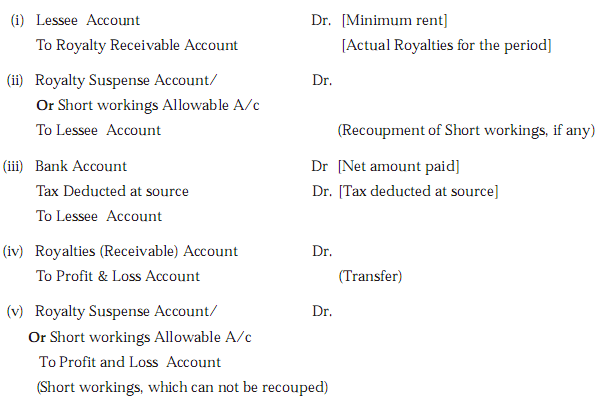 (i) Lessee Account Dr. [Minimum rent]
To Royalty Receivable Account [Actual Royalties for the period]
(ii) Royalty Suspense Account/ Dr.
Or Short workings Allowable A/c
To Lessee Account (Recoupment of Short workings, if any)
(iii) Bank Account Dr [Net amount paid]
Tax Deducted at source Dr. [Tax deducted at source]
To Lessee Account
(iv) Royalties (Receivable) Account Dr.
To Profit & Loss Account (Transfer)
(v) Royalty Suspense Account/ Dr.
Or Short workings Allowable A/c
To Profit and Loss Account
(Short workings, which can not be recouped)